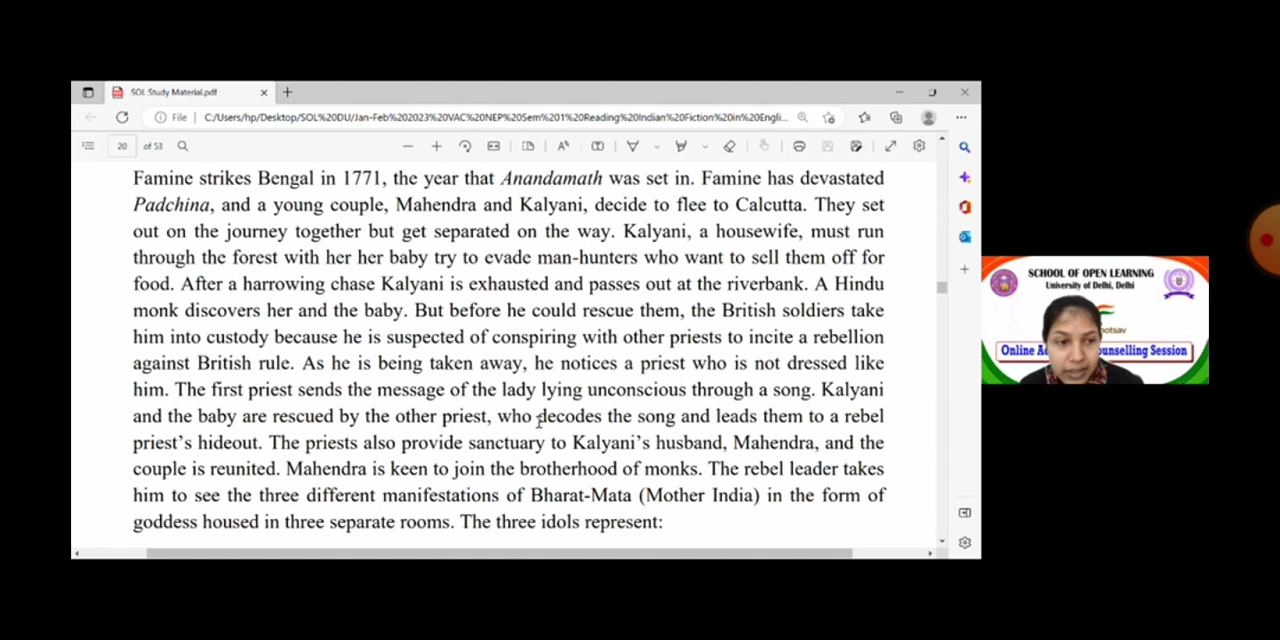 SOL Study Material.pdf
File C:/Users/hp/Desktop/SOL%20DU/Jan-Feb%202023%20VAC%20NEP%20Sem%201%20Reading%20Indian%20Fiction%20in%20Engli...
20 of 53
Famine strikes Bengal in 1771, the year that Anandamath was set in. Famine has devastated
Padchina, and a young couple, Mahendra and Kalyani, decide to flee to Calcutta. They set
out on the journey together but get separated on the way. Kalyani, a housewife, must run
through the forest with her her baby try to evade man-hunters who want to sell them off for
food. After a harrowing chase Kalyani is exhausted and passes out at the riverbank. A Hindu
monk discovers her and the baby. But before he could rescue them, the British soldiers take
him into custody because he is suspected of conspiring with other priests to incite a rebellion
against British rule. As he is being taken away, he notices a priest who is not dressed like
him. The first priest sends the message of the lady lying unconscious through a song. Kalyani
and the baby are rescued by the other priest, who decodes the song and leads them to a rebel
priest's hideout. The priests also provide sanctuary to Kalyani's husband, Mahendra, and the
couple is reunited. Mahendra is keen to join the brotherhood of monks. The rebel leader takes
him to see the three different manifestations of Bharat-Mata (Mother India) in the form of
goddess housed in three separate rooms. The three idols represent:
SCHOOL OF OPEN LEARNING
University of Delhi, Delhi
Online
Session